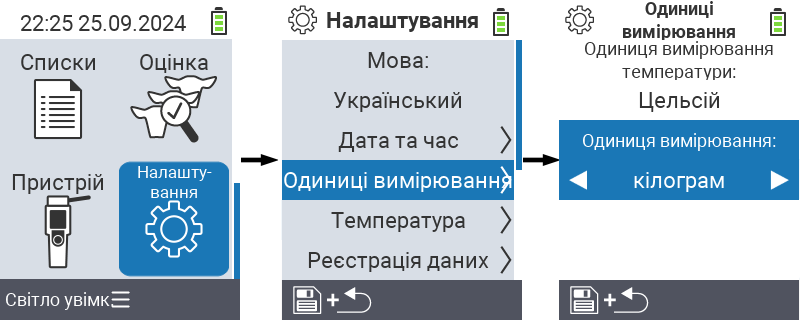 22:25 25.09.2024
Списки
Оцінка
Пристрій
Налашту-
вання
Світло увімк.
Налаштування
Мова:
Український
Дата та час
Одиниці вимірювання
Температура
Реєстрація даних
+
Одиниці
вимірювання
Одиниця вимірювання
температури:
Цельсій
Одиниця вимірювання:
кілограм
+